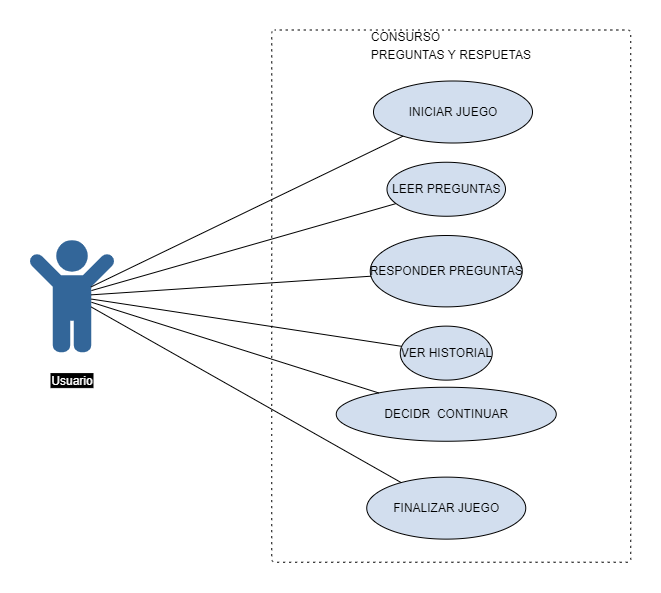 CONSURSO
PREGUNTAS Y RESPUETAS
INICIAR JUEGO
LEER PREGUNTAS
RESPONDER PREGUNTAS
VER HISTORIAL
Usuario
DECIDR CONTINUAR
FINALIZAR JUEGO